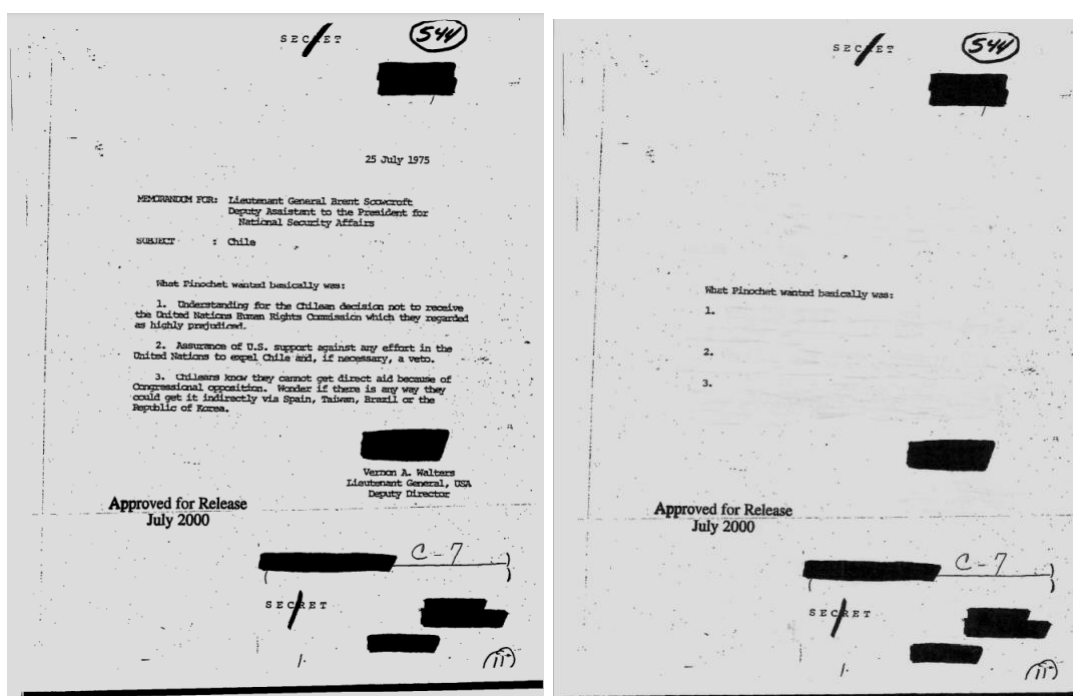 SECRET
544
25 July 1975
MEMORANDUM FOR: Lieutenant General Brent Scowcroft
Deputy Assistant to the President for
National Security Affairs
SUBJECT : Chile
What Pinochet wanted basically was:
1. Understanding for the Chilean decision not to receive
the United Nations Human Rights Commission which they regarded
as highly prejudiced.
2. Assurance of U.S. support against any effort in the
United Nations to expel Chile and, if necessary, a veto.
3. Chileans know they cannot get direct aid because of
Congressional opposition. Wonder if there is any way they
could get it indirectly via Spain, Taiwan, Brazil or the
Republic of Korea.
Vernon A. Walters
Lieutenant General, USA
Deputy Director
Approved for Release
July 2000
C-7
SECRET
1.
11
SECRET
544
What Pinochet wanted basically was:
1.
2.
3.
Approved for Release
July 2000
C-7
SECRET
1.
11